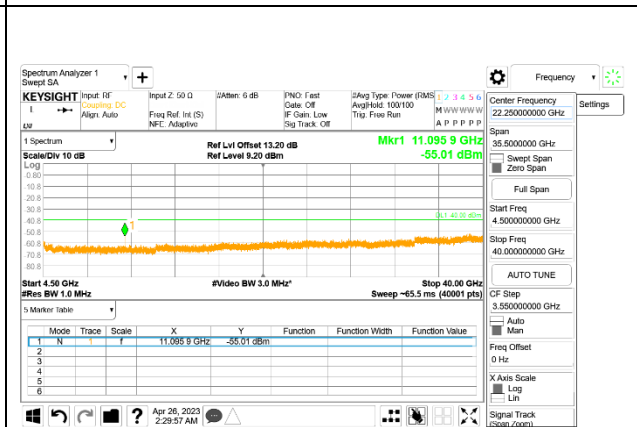 Spectrum Analyzer 1
Swept SA
+
Frequency
Settings
KEYSIGHT
Input: RF
Coupling: DC
Align: Auto
Input Z: 50 Ω
Freq Ref: Int (S)
NFE: Adaptive
#Atten: 6 dB
PNO: Fast
Gate: Off
IF Gain: Low
Sig Track: Off
#Avg Type: Power (RMS
Avg|Hold: 100/100
Trig: Free Run
1 2 3 4 5 6
M W W W W W
A P P P P P
1 Spectrum
Scale/Div 10 dB
Log
Ref Lvl Offset 13.20 dB
Ref Level 9.20 dBm
Mkr1 11.095 9 GHz
-55.01 dBm
-0.80
-10.8
-20.8
-30.8
-40.8
-50.8
-60.8
-70.8
-80.8
1
DL1 -40.00 dBm
Start 4.50 GHz
#Res BW 1.0 MHz
#Video BW 3.0 MHz*
Stop 40.00 GHz
Sweep ~65.5 ms (40001 pts)
5 Marker Table
Mode Trace Scale X Y Function Function Width Function Value
1 N 1 f 11.095 9 GHz -55.01 dBm
2
3
4
5
6
Apr 26, 2023
2:29:57 AM
Center Frequency
22.250000000 GHz
Span
35.5000000 GHz
Swept Span
Zero Span
Full Span
Start Freq
4.500000000 GHz
Stop Freq
40.000000000 GHz
AUTO TUNE
CF Step
3.550000000 GHz
Auto
Man
Freq Offset
0 Hz
X Axis Scale
Log
Lin
Signal Track
(Span Zoom)